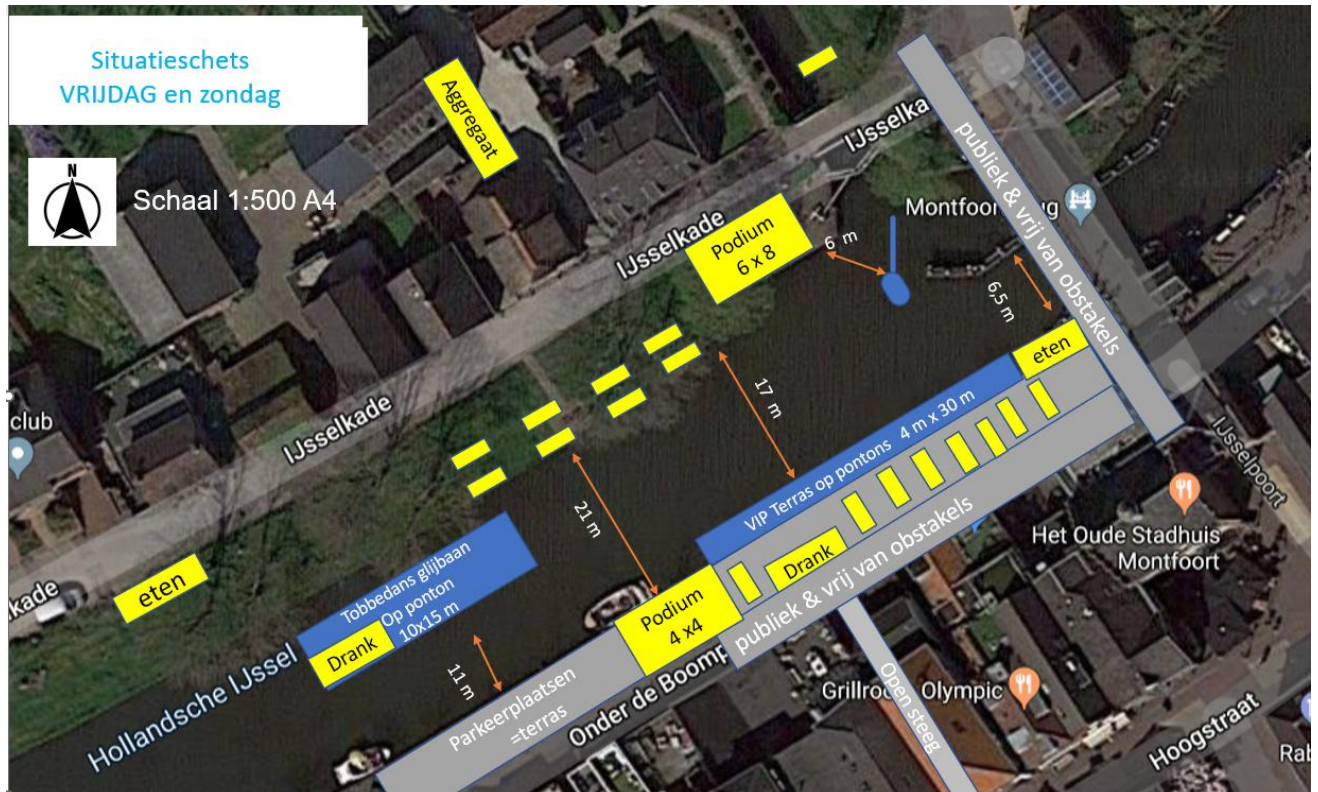 Situatieschets
VRIJDAG en zondag
N
Schaal 1:500 A4
Aggregaat
IJsselka
publiek & vrij van obstakels
Montfoor
ug
Podium
6 x 8
6 m
6,5 m
IJsselkade
eten
17 m
club
IJsselkade
VIP Terras op pontons 4 m x 30 m
IJsselpoort
21 m
Het Oude Stadhuis
Montfoort
kade
eten
Tobbedans glijbaan
Op ponton
10x15 m
Drank
Drank
publiek & vrij van obstakels
Podium
4 x4
Hollandsche IJssel
11 m
Parkeerplaatsen
=terras
Onder de Boomp
Grillroo
Olympic
Open steeg
Hoogstraat
Rab